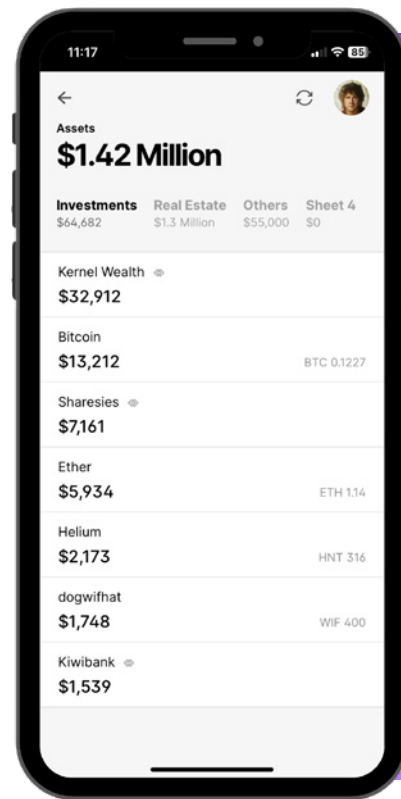 11:17
85
Assets
$1.42 Million
Investments Real Estate Others Sheet 4
$64,682 $1.3 Million $55,000 $0
Kernel Wealth
$32,912
Bitcoin
$13,212 BTC 0.1227
Sharesies
$7,161
Ether
$5,934 ETH 1.14
Helium
$2,173 HNT 316
dogwifhat
$1,748 WIF 400
Kiwibank
$1,539